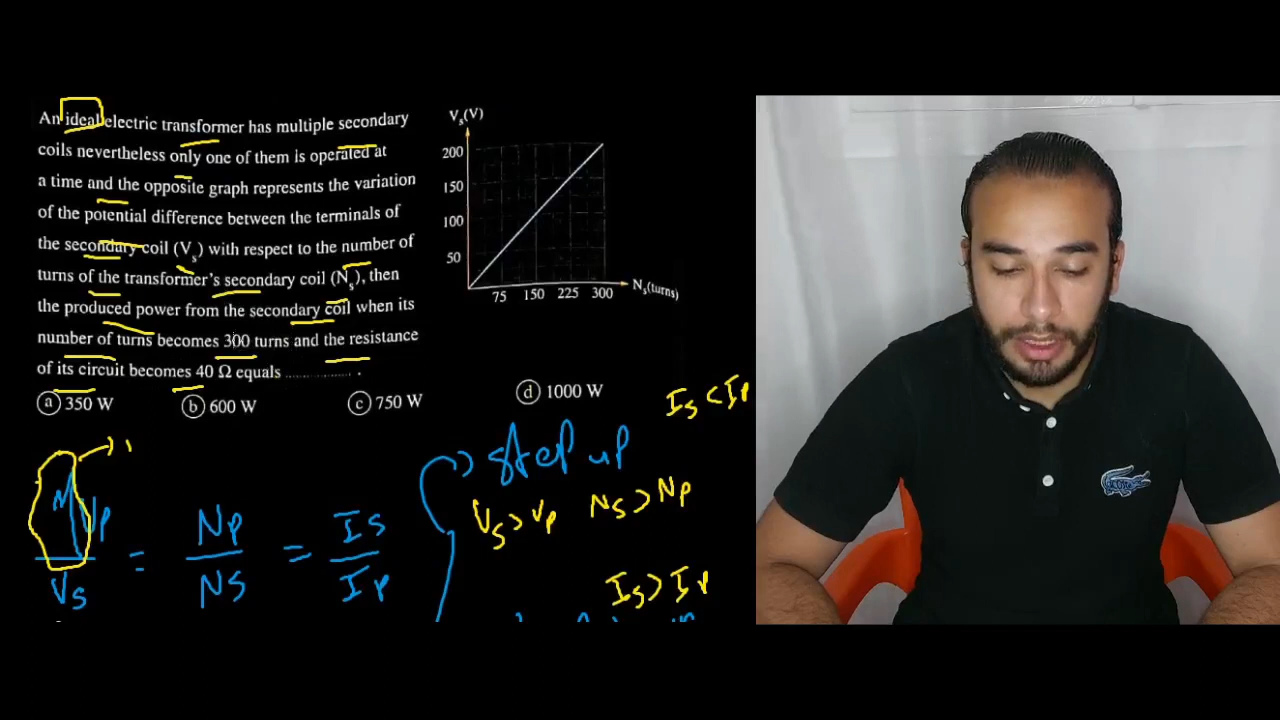 An ideal electric transformer has multiple secondary
coils nevertheless only one of them is operated at
a time and the opposite graph represents the variation
of the potential difference between the terminals of
the secondary coil (Vs) with respect to the number of
turns of the transformer's secondary coil (Ns), then
the produced power from the secondary coil when its
number of turns becomes 300 turns and the resistance
of its circuit becomes 40 Ω equals .................. .
a 350 W
b 600 W
c 750 W
d 1000 W
Vs(V)
200
150
100
50
75 150 225 300
Ns(turns)
Is < Ip
step up
Vs > Vp Ns > Np
Is > Ip
η Vp / Vs = Np / Ns = Is / Ip